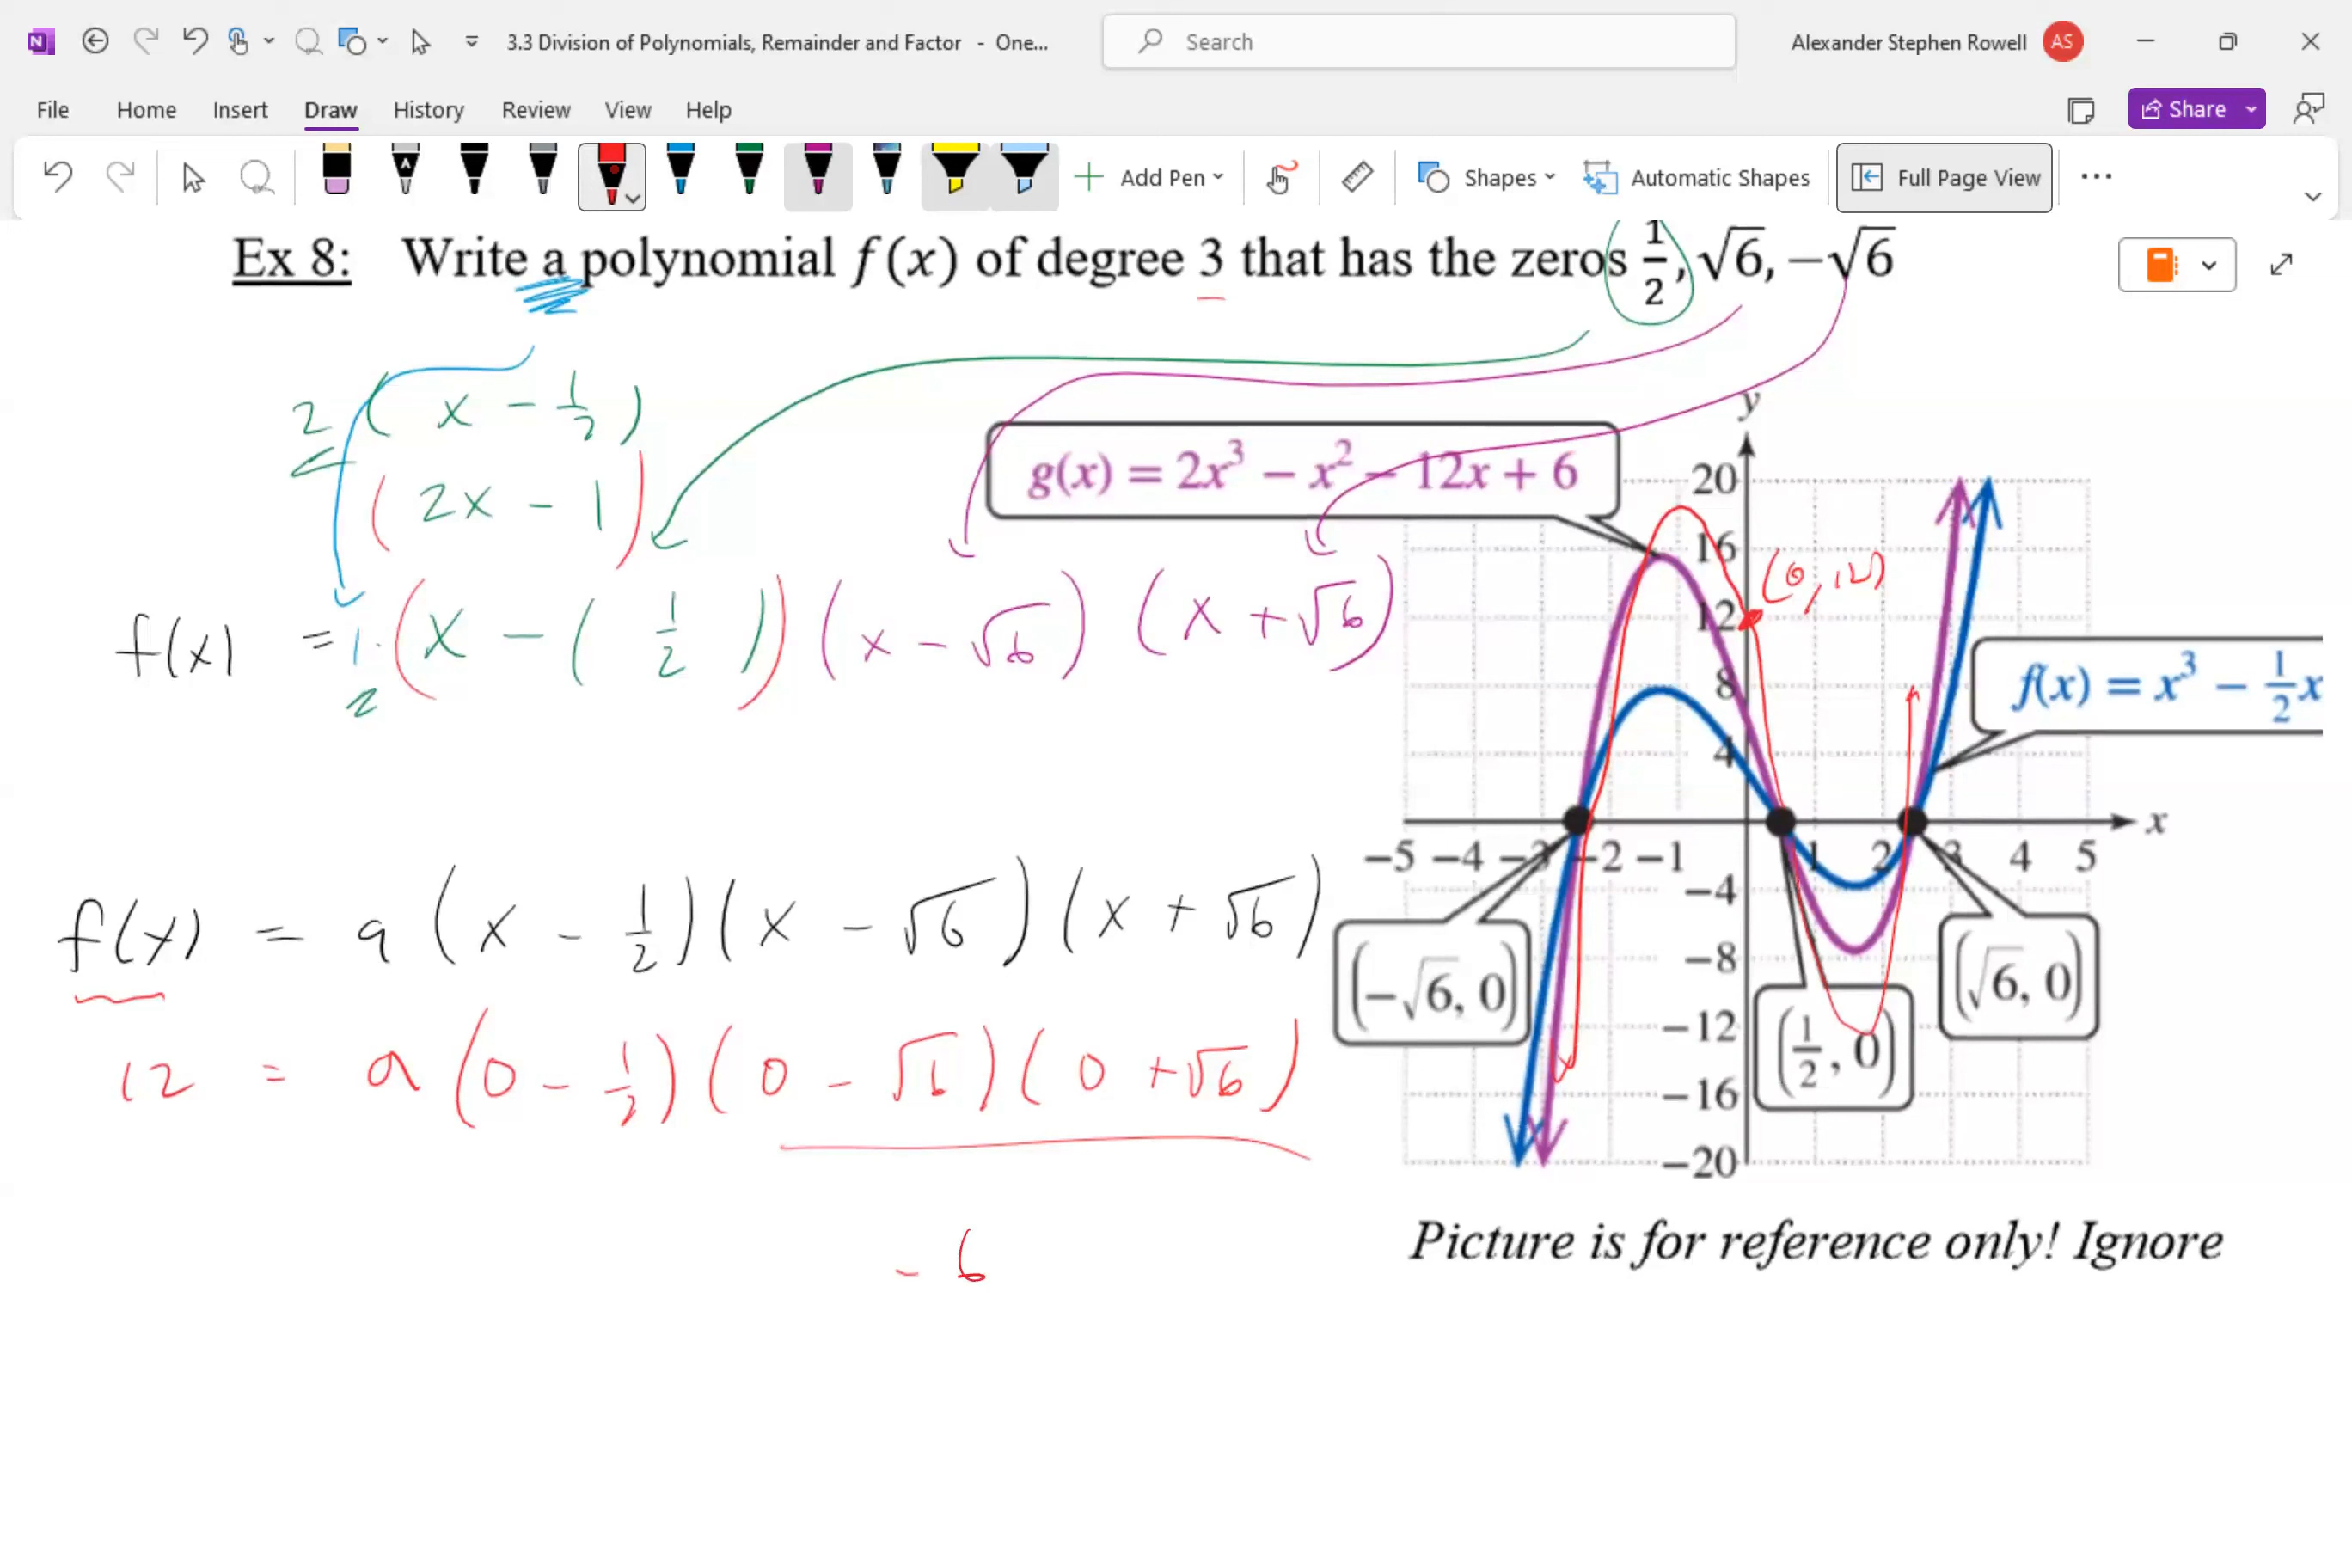 3.3 Division of Polynomials, Remainder and Factor - One...
Search
Alexander Stephen Rowell
AS
File Home Insert Draw History Review View Help
Share
Add Pen
Shapes
Automatic Shapes
Full Page View
Ex 8: Write a polynomial f(x) of degree 3 that has the zeros 1/2, √6, −√6
2(x − 1/2)
(2x − 1)
f(x) = 1·(x − (1/2))(x − √6)(x + √6)
2
f(x) = a(x − 1/2)(x − √6)(x + √6)
12 = a(0 − 1/2)(0 − √6)(0 + √6)
− 6
g(x) = 2x³ − x² − 12x + 6
y
20
16
(0, 12)
12
8
f(x) = x³ − 1/2x
4
x
−5 −4 −3 −2 −1 1 2 3 4 5
−4
−8
(−√6, 0)
(√6, 0)
−12
(1/2, 0)
−16
−20
Picture is for reference only! Ignore